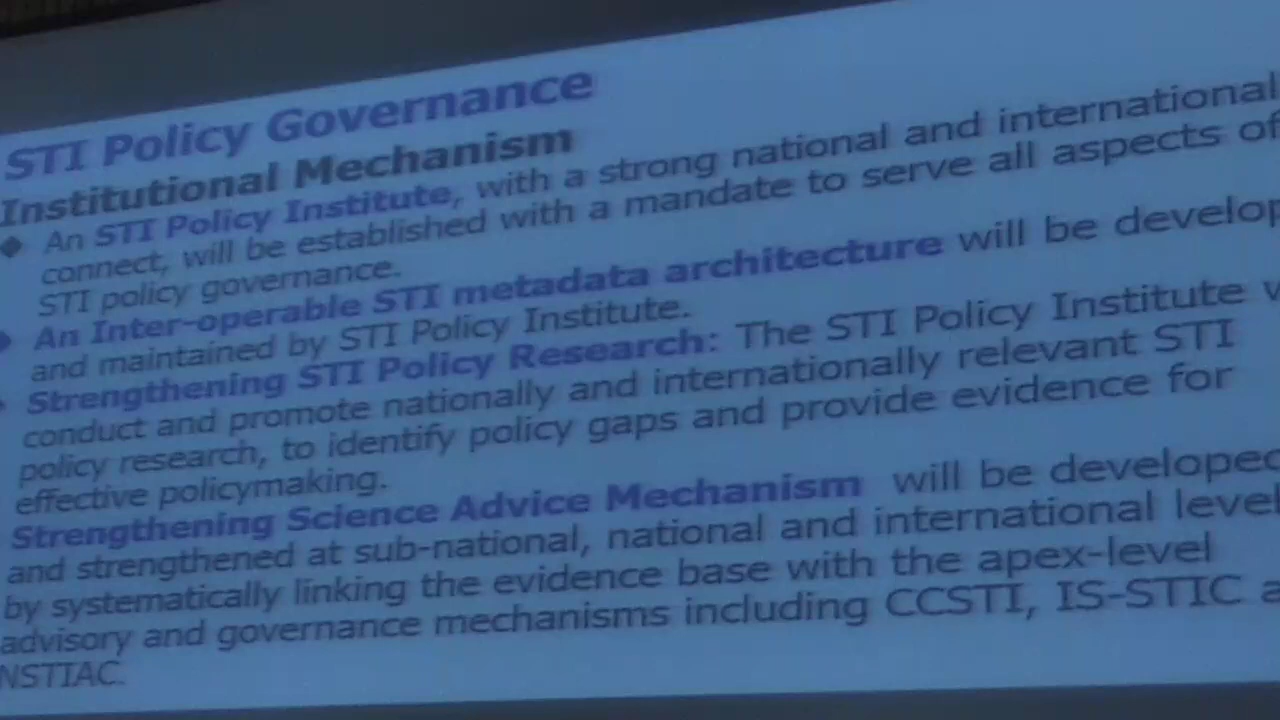 STI Policy Governance
Institutional Mechanism
◆ An STI Policy Institute, with a strong national and international
connect, will be established with a mandate to serve all aspects of
STI policy governance.
An Inter-operable STI metadata architecture will be develop
and maintained by STI Policy Institute.
Strengthening STI Policy Research: The STI Policy Institute
conduct and promote nationally and internationally relevant STI
policy research, to identify policy gaps and provide evidence for
effective policymaking.
Strengthening Science Advice Mechanism will be developed
and strengthened at sub-national, national and international level
by systematically linking the evidence base with the apex-level
advisory and governance mechanisms including CCSTI, IS-STIC a
NSTIAC.